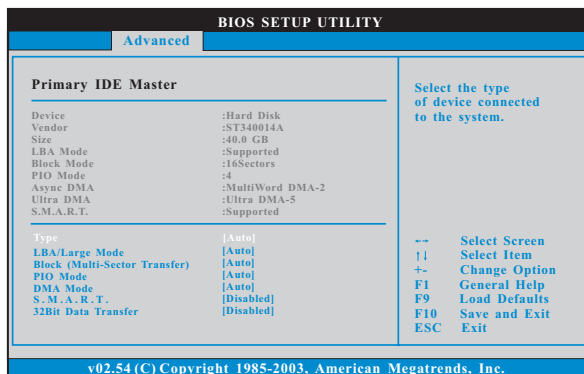 BIOS SETUP UTILITY
Advanced
Primary IDE Master
Device :Hard Disk
Vendor :ST340014A
Size :40.0 GB
LBA Mode :Supported
Block Mode :16Sectors
PIO Mode :4
Async DMA :MultiWord DMA-2
Ultra DMA :Ultra DMA-5
S.M.A.R.T. :Supported
Type [Auto]
LBA/Large Mode [Auto]
Block (Multi-Sector Transfer) [Auto]
PIO Mode [Auto]
DMA Mode [Auto]
S.M.A.R.T. [Disabled]
32Bit Data Transfer [Disabled]
Select the type
of device connected
to the system.
←→ Select Screen
↑↓ Select Item
+- Change Option
F1 General Help
F9 Load Defaults
F10 Save and Exit
ESC Exit
v02.54 (C) Copyright 1985-2003, American Megatrends, Inc.